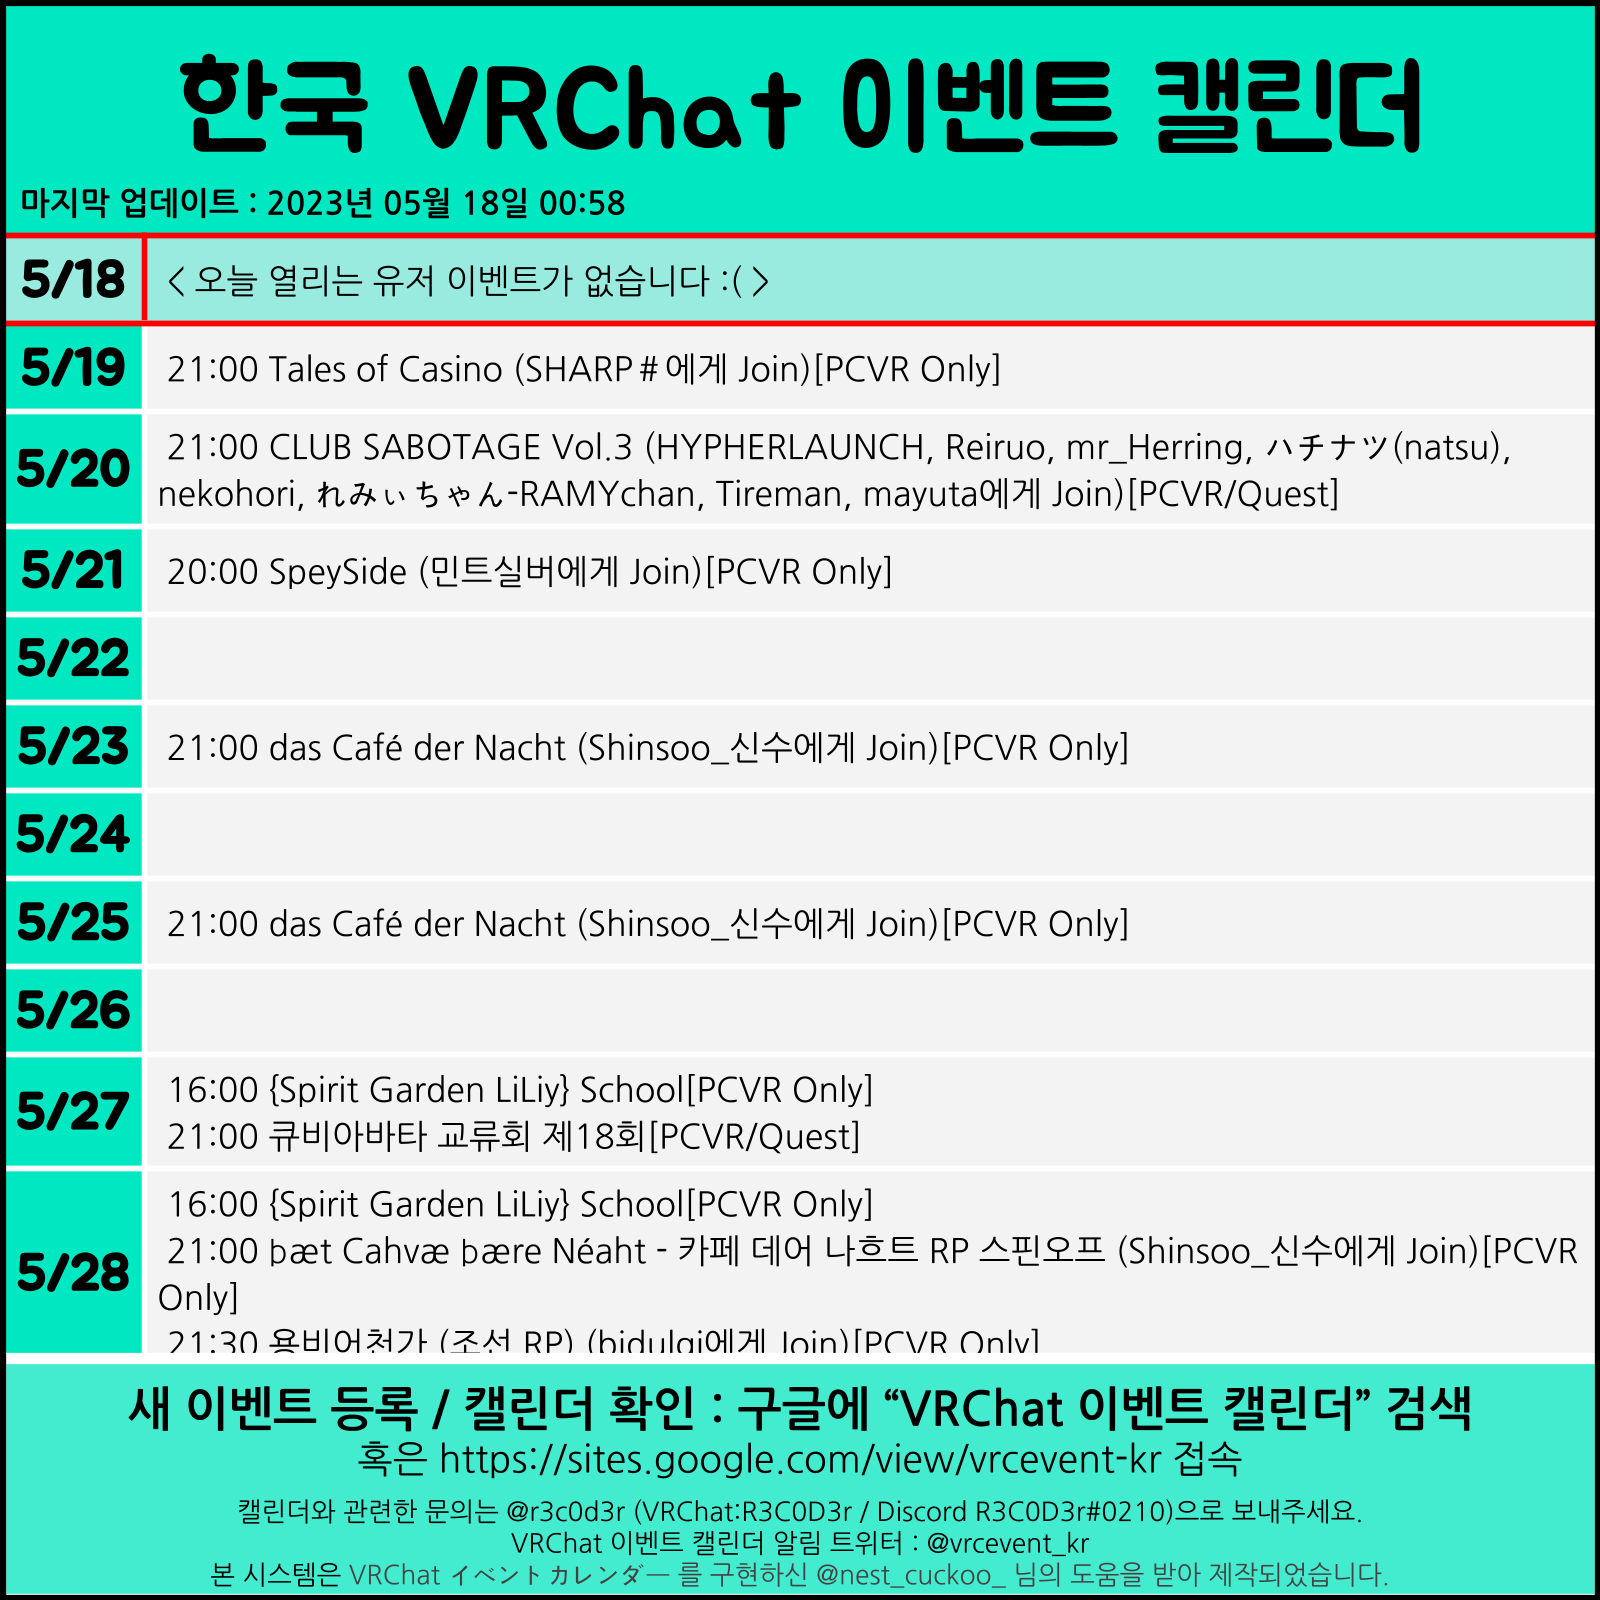 한국 VRChat 이벤트 캘린더
마지막 업데이트 : 2023년 05월 18일 00:58
5/18
< 오늘 열리는 유저 이벤트가 없습니다 :( >
5/19
21:00 Tales of Casino (SHARP#에게 Join)[PCVR Only]
5/20
21:00 CLUB SABOTAGE Vol.3 (HYPHERLAUNCH, Reiruo, mr_Herring, ハチナツ(natsu),
nekohori, れみぃちゃん-RAMYchan, Tireman, mayuta에게 Join)[PCVR/Quest]
5/21
20:00 SpeySide (민트실버에게 Join)[PCVR Only]
5/22
5/23
21:00 das Café der Nacht (Shinsoo_신수에게 Join)[PCVR Only]
5/24
5/25
21:00 das Café der Nacht (Shinsoo_신수에게 Join)[PCVR Only]
5/26
5/27
16:00 {Spirit Garden LiLiy} School[PCVR Only]
21:00 큐비아바타 교류회 제18회[PCVR/Quest]
5/28
16:00 {Spirit Garden LiLiy} School[PCVR Only]
21:00 þæt Cahvæ þære Néaht - 카페 데어 나흐트 RP 스핀오프 (Shinsoo_신수에게 Join)[PCVR
Only]
21:30 용비어천가 (조선 RP) (bidulgi에게 Join)[PCVR Only]
새 이벤트 등록 / 캘린더 확인 : 구글에 “VRChat 이벤트 캘린더” 검색
혹은 https://sites.google.com/view/vrcevent-kr 접속
캘린더와 관련한 문의는 @r3c0d3r (VRChat:R3C0D3r / Discord R3C0D3r#0210)으로 보내주세요.
VRChat 이벤트 캘린더 알림 트위터 : @vrcevent_kr
본 시스템은 VRChat イベントカレンダー 를 구현하신 @nest_cuckoo_ 님의 도움을 받아 제작되었습니다.